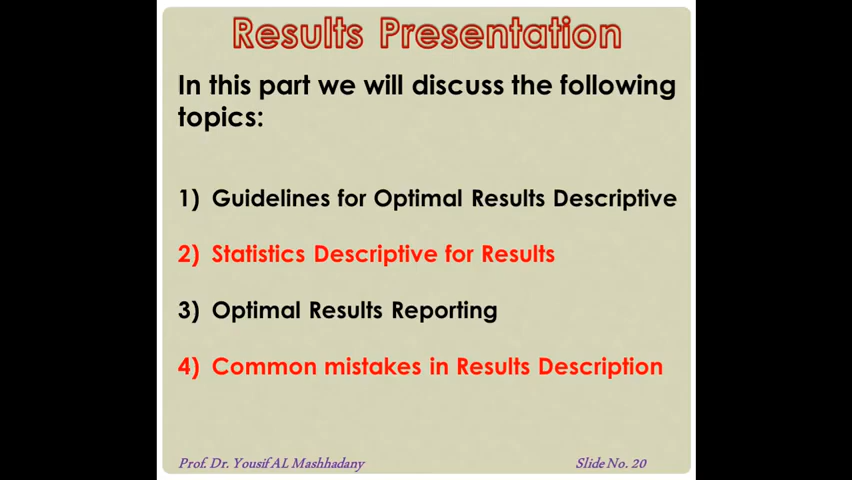 Results Presentation
In this part we will discuss the following
topics:
1) Guidelines for Optimal Results Descriptive
2) Statistics Descriptive for Results
3) Optimal Results Reporting
4) Common mistakes in Results Description
Prof. Dr. Yousif AL Mashhadany Slide No. 20